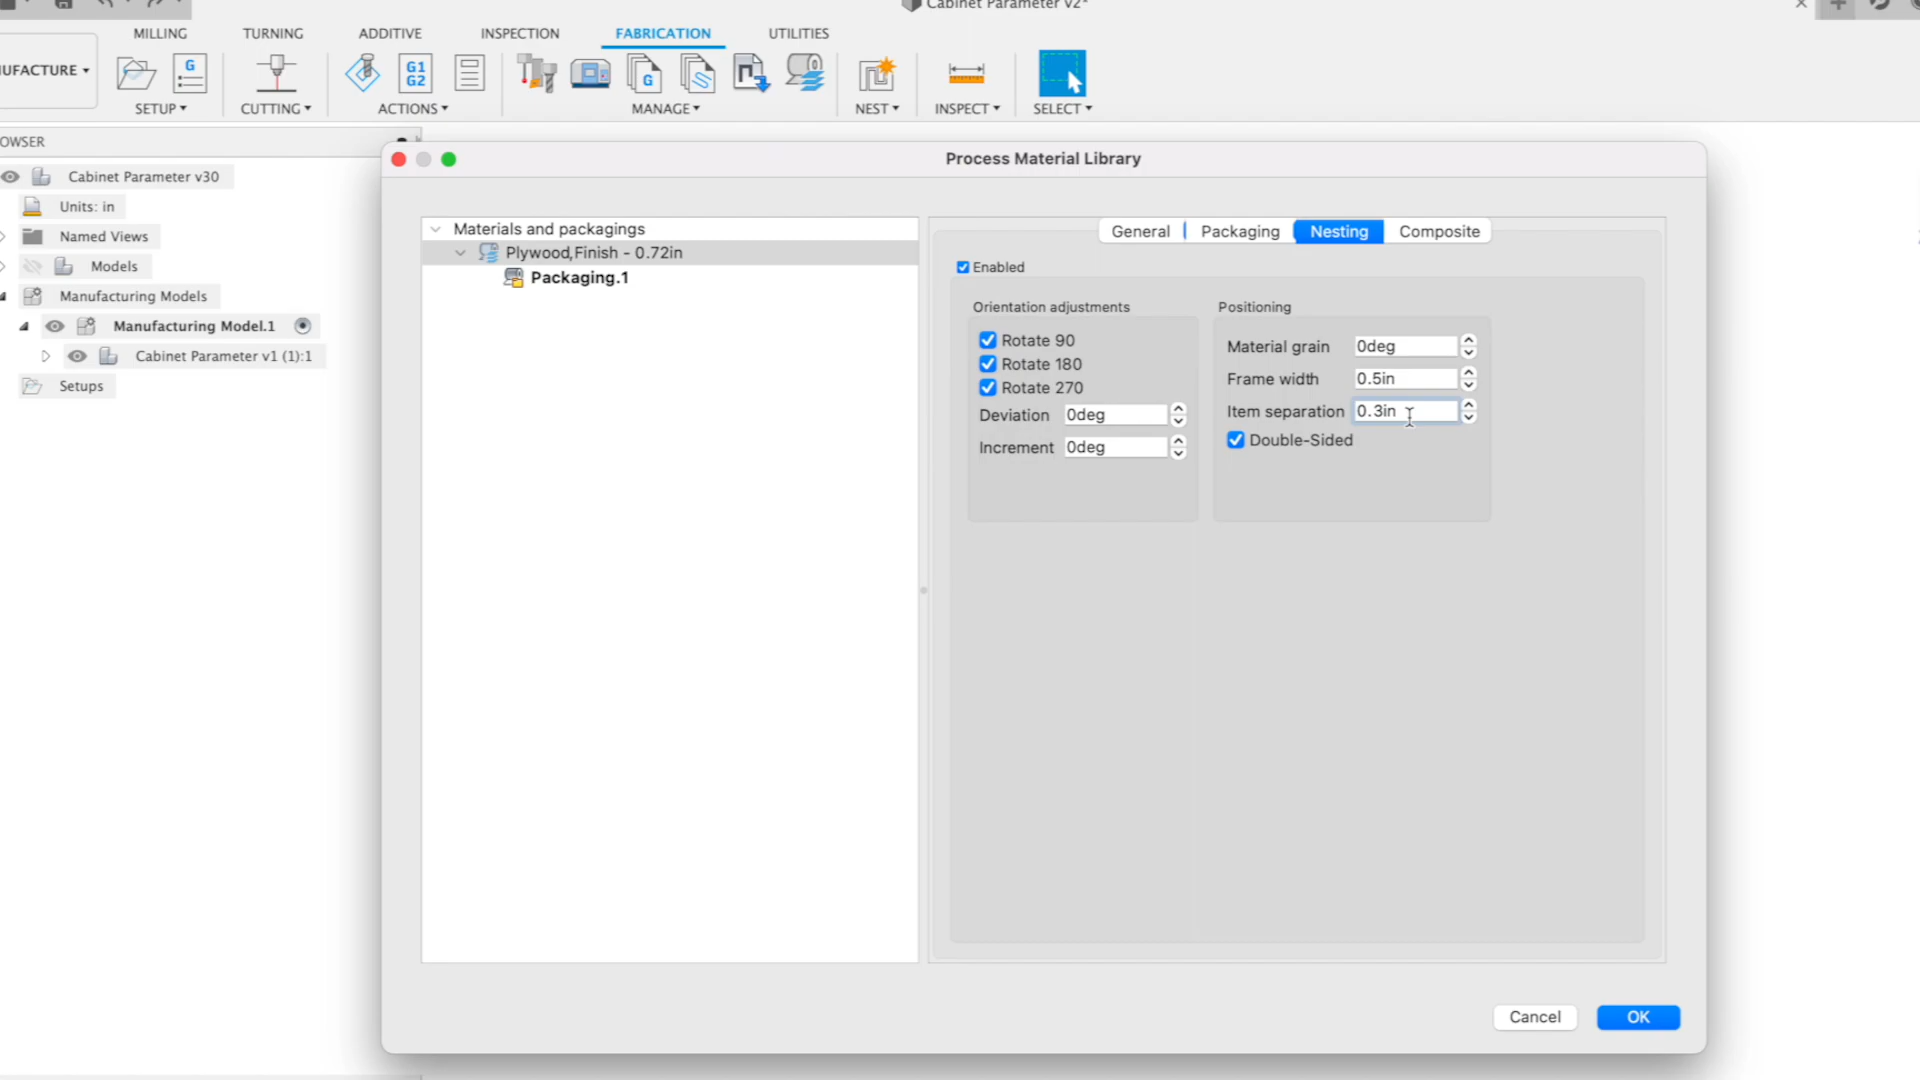 Cabinet Parameter v2*
MILLING TURNING ADDITIVE INSPECTION FABRICATION UTILITIES
UFACTURE
G G1 G2 G
SETUP CUTTING ACTIONS MANAGE NEST INSPECT SELECT
OWSER
Cabinet Parameter v30
Units: in
Named Views
Models
Manufacturing Models
Manufacturing Model.1
Cabinet Parameter v1 (1):1
Setups
Process Material Library
Materials and packagings
Plywood,Finish - 0.72in
Packaging.1
General Packaging Nesting Composite
Enabled
Orientation adjustments
Rotate 90
Rotate 180
Rotate 270
Deviation 0deg
Increment 0deg
Positioning
Material grain 0deg
Frame width 0.5in
Item separation 0.3in
Double-Sided
Cancel OK